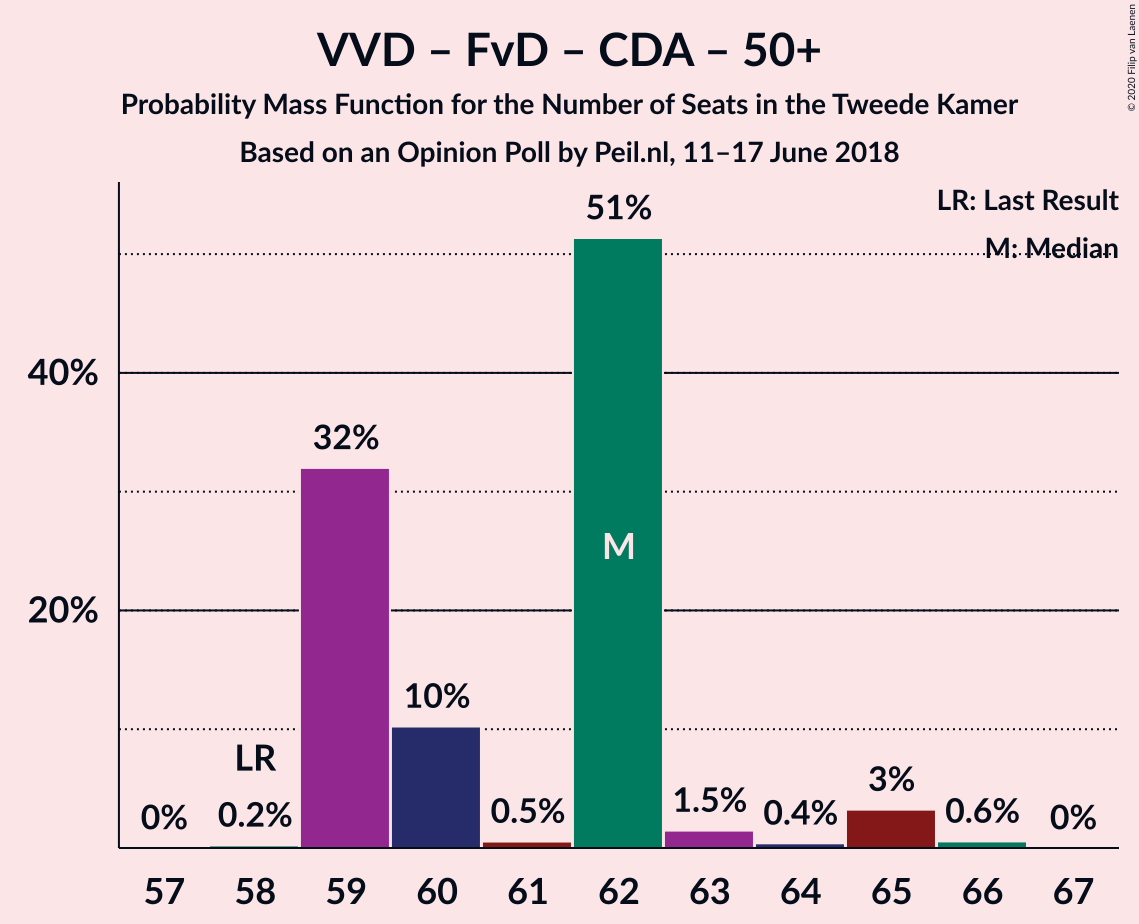 VVD – FvD – CDA – 50+
Probability Mass Function for the Number of Seats in the Tweede Kamer
Based on an Opinion Poll by Peil.nl, 11–17 June 2018
© 2020 Filip van Laenen
LR: Last Result
M: Median
51%
40%
32%
M
20%
10%
LR
3%
0%
0.2%
0.5%
1.5%
0.4%
0.6%
0%
57 58 59 60 61 62 63 64 65 66 67